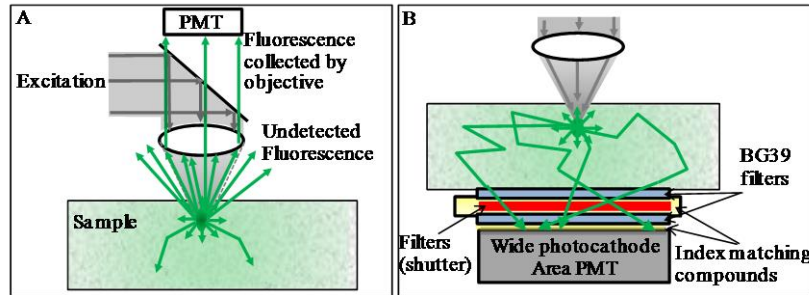 A
PMT
Fluorescence
collected by
objective
Excitation
Undetected
Fluorescence
Sample
B
BG39
filters
Filters
(shutter)
Wide photocathode
Area PMT
Index matching
compounds